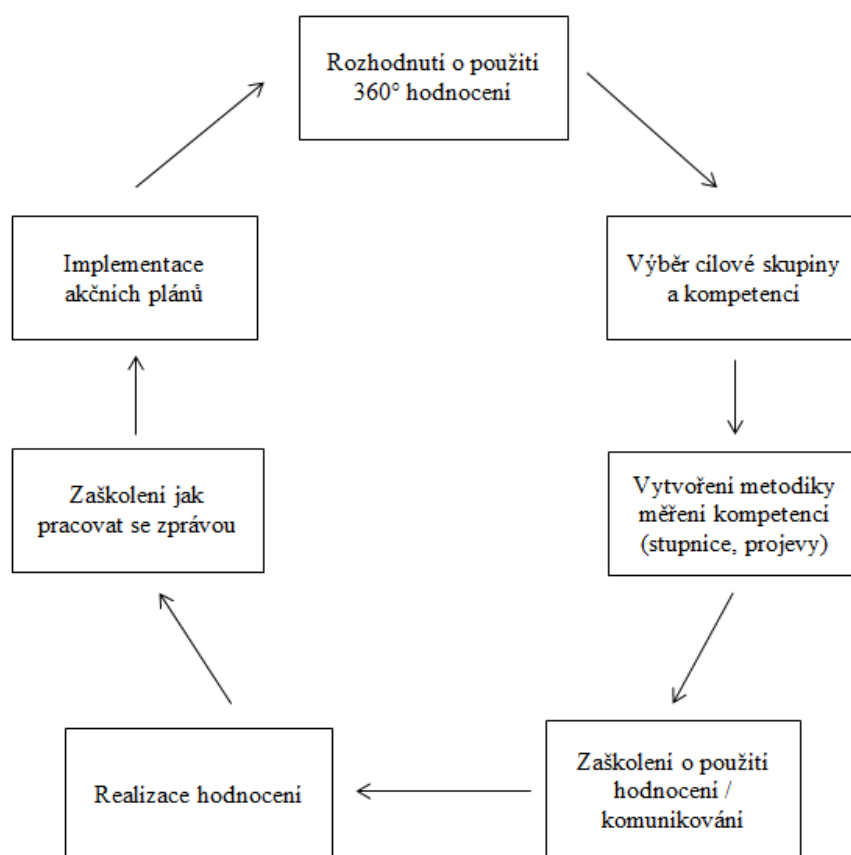 Rozhodnutí o použití
360° hodnocení
Výběr cílové skupiny
a kompetencí
Vytvoření metodiky
měření kompetencí
(stupnice, projevy)
Zaškolení o použití
hodnocení /
komunikování
Realizace hodnocení
Zaškolení jak
pracovat se zprávou
Implementace
akčních plánů